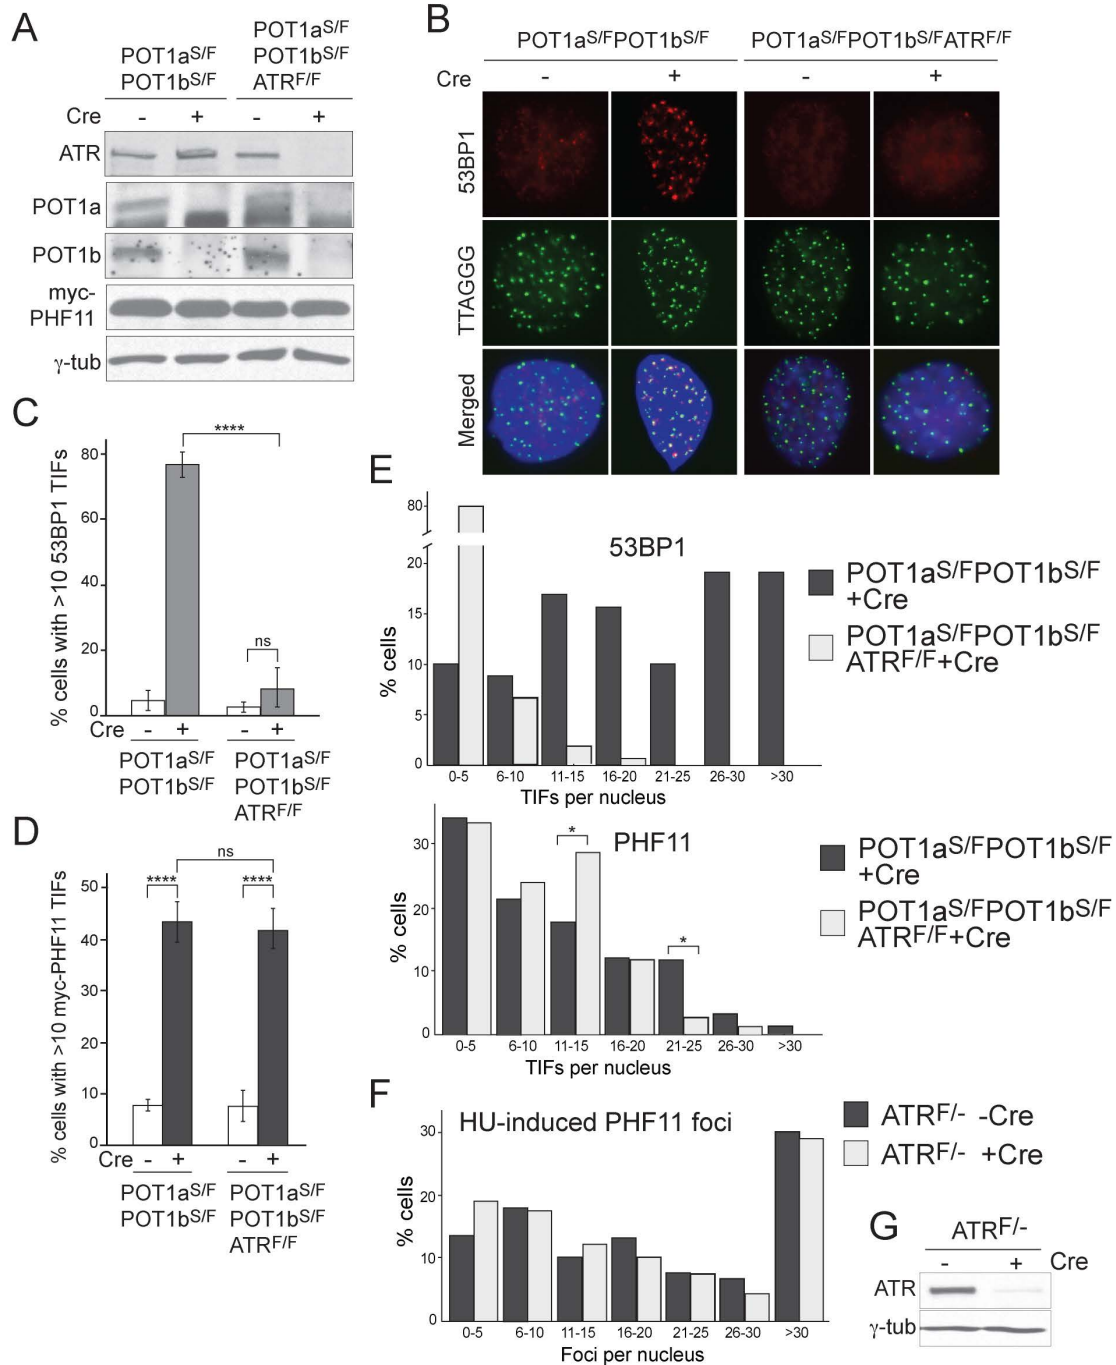 A
POT1aS/F
POT1bS/F
POT1aS/F
POT1bS/F
ATRF/F
Cre - + - +
ATR
POT1a
POT1b
myc-
PHF11
γ-tub
B
POT1aS/FPOT1bS/F
POT1aS/FPOT1bS/FATRF/F
Cre - + - +
53BP1
TTAGGG
Merged
C
% cells with >10 53BP1 TIFs
80
60
40
20
0
****
ns
Cre - + - +
POT1aS/F
POT1bS/F
POT1aS/F
POT1bS/F
ATRF/F
D
% cells with >10 myc-PHF11 TIFs
50
40
30
20
10
0
ns
**** ****
Cre - + - +
POT1aS/F
POT1bS/F
POT1aS/F
POT1bS/F
ATRF/F
E
53BP1
% cells
80
20
15
10
5
0
0-5 6-10 11-15 16-20 21-25 26-30 >30
TIFs per nucleus
POT1aS/FPOT1bS/F
+Cre
POT1aS/FPOT1bS/F
ATRF/F+Cre
PHF11
% cells
30
20
10
0
*
*
0-5 6-10 11-15 16-20 21-25 26-30 >30
TIFs per nucleus
POT1aS/FPOT1bS/F
+Cre
POT1aS/FPOT1bS/F
ATRF/F+Cre
F
HU-induced PHF11 foci
% cells
30
20
10
0
0-5 6-10 11-15 16-20 21-25 26-30 >30
Foci per nucleus
ATRF/- -Cre
ATRF/- +Cre
G
ATRF/-
- + Cre
ATR
γ-tub